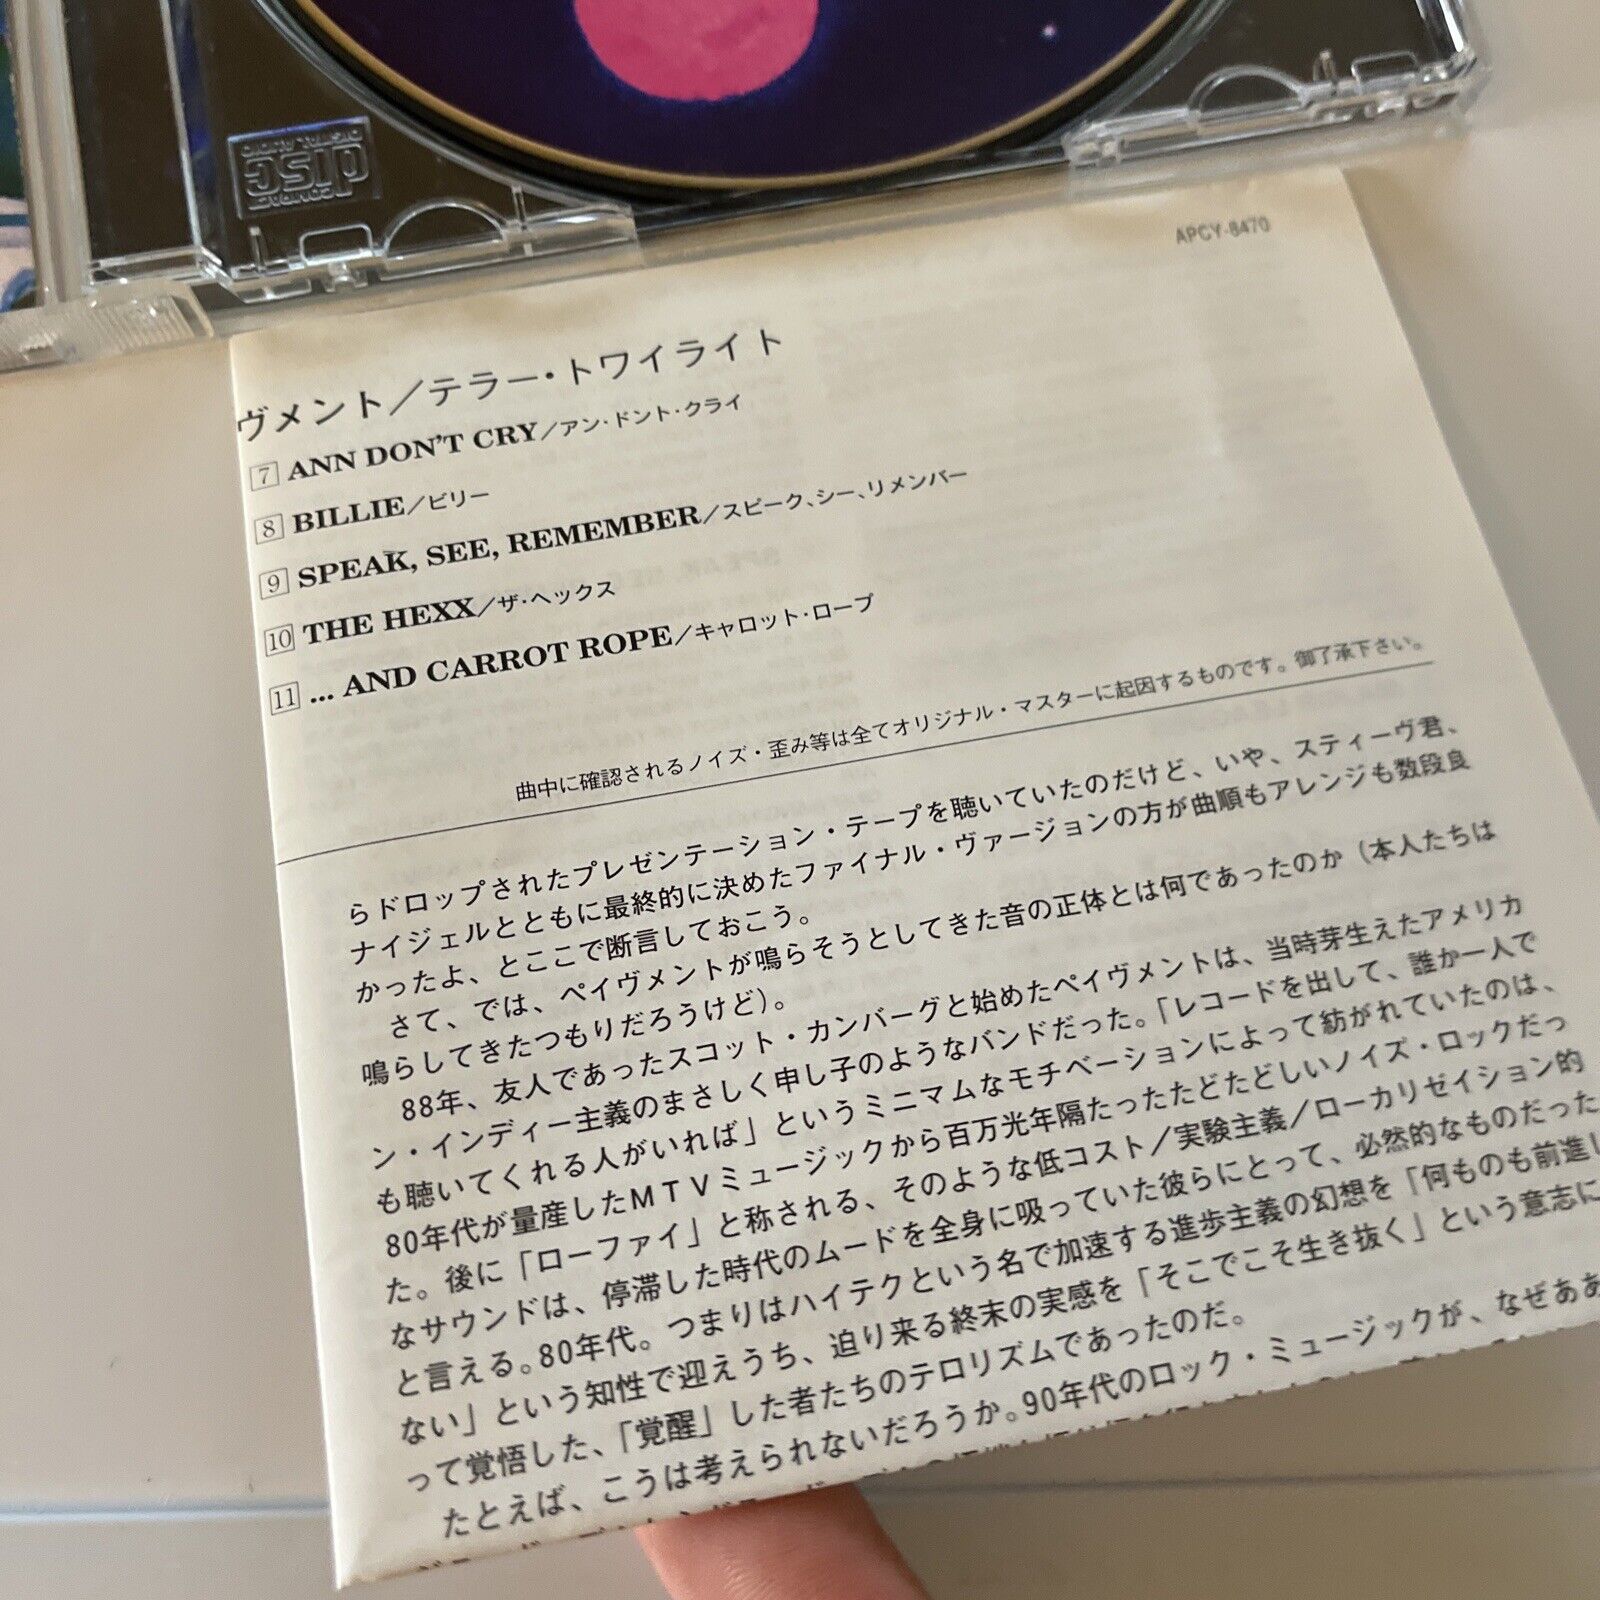 COMPACT
disc
DIGITAL AUDIO
APCY-8470
ヴメント／テラー・トワイライト
7 ANN DON'T CRY／アン・ドント・クライ
8 BILLIE／ビリー
9 SPEAK, SEE, REMEMBER／スピーク、シー、リメンバー
10 THE HEXX／ザ・ヘックス
11 ... AND CARROT ROPE／キャロット・ロープ
曲中に確認されるノイズ・歪み等は全てオリジナル・マスターに起因するものです。御了承下さい。
らドロップされたプレゼンテーション・テープを聴いていたのだけど、いや、スティーヴ君、
ナイジェルとともに最終的に決めたファイナル・ヴァージョンの方が曲順もアレンジも数段良
かったよ、とここで断言しておこう。
さて、では、ペイヴメントが鳴らそうとしてきた音の正体とは何であったのか（本人たちは
鳴らしてきたつもりだろうけど）。
88年、友人であったスコット・カンバーグと始めたペイヴメントは、当時芽生えたアメリカ
ン・インディー主義のまさしく申し子のようなバンドだった。「レコードを出して、誰か一人で
も聴いてくれる人がいれば」というミニマムなモチベーションによって紡がれていたのは、
80年代が量産したＭＴＶミュージックから百万光年隔たったたどたどしいノイズ・ロックだっ
た。後に「ローファイ」と称される、そのような低コスト／実験主義／ローカリゼイション的
なサウンドは、停滞した時代のムードを全身に吸っていた彼らにとって、必然的なものだった
と言える。80年代。つまりはハイテクという名で加速する進歩主義の幻想を「何ものも前進し
ない」という知性で迎えうち、迫り来る終末の実感を「そこでこそ生き抜く」という意志に
って覚悟した、「覚醒」した者たちのテロリズムであったのだ。
たとえば、こうは考えられないだろうか。90年代のロック・ミュージックが、なぜああ